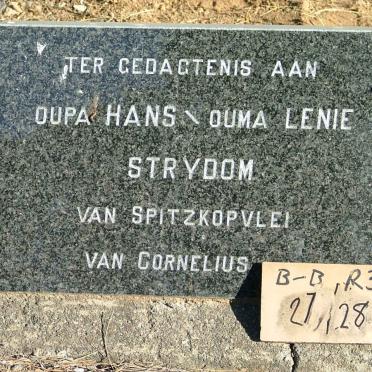 TER GEDAGTENIS AAN
OUPA HANS \ OUMA LENIE
STRYDOM
VAN SPITZKOPVLEI
VAN CORNELIUS
B-B, R3
27, 28